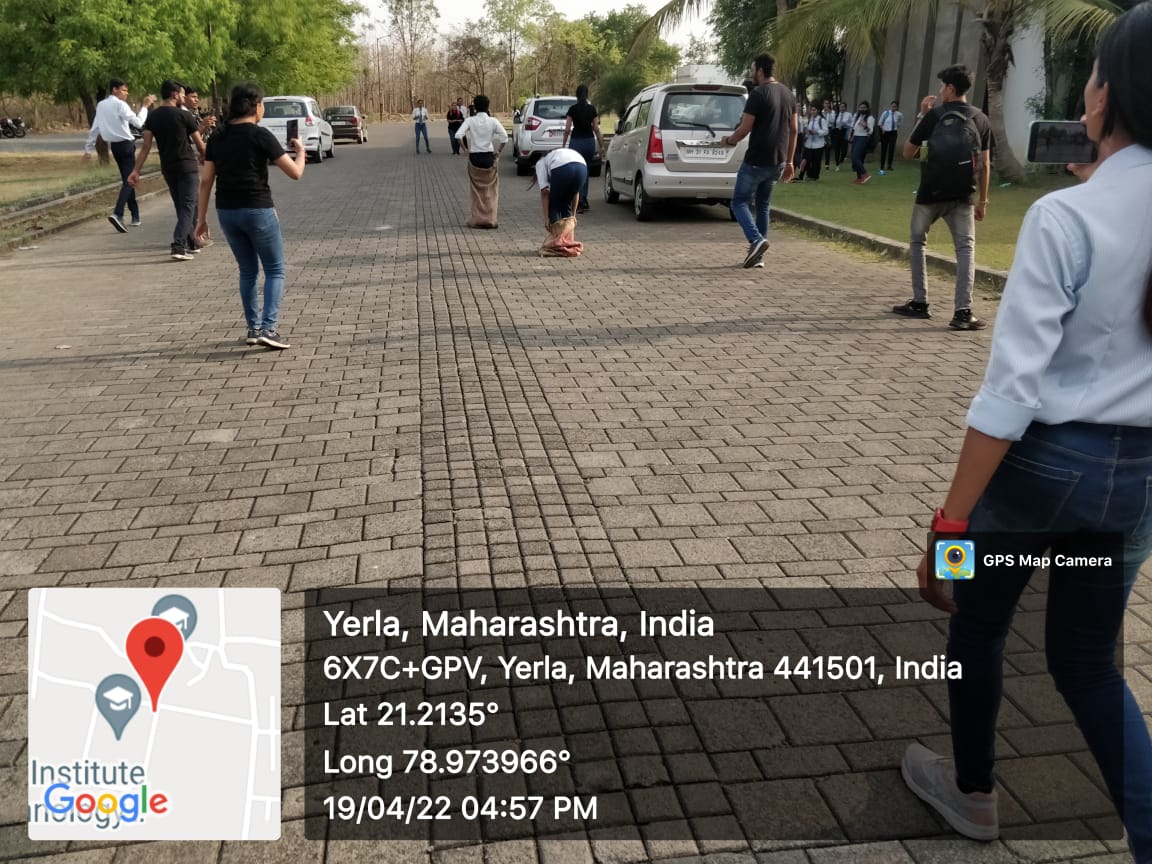 GPS Map Camera
Yerla, Maharashtra, India
6X7C+GPV, Yerla, Maharashtra 441501, India
Lat 21.2135°
Long 78.973966°
19/04/22 04:57 PM
Institute
Google